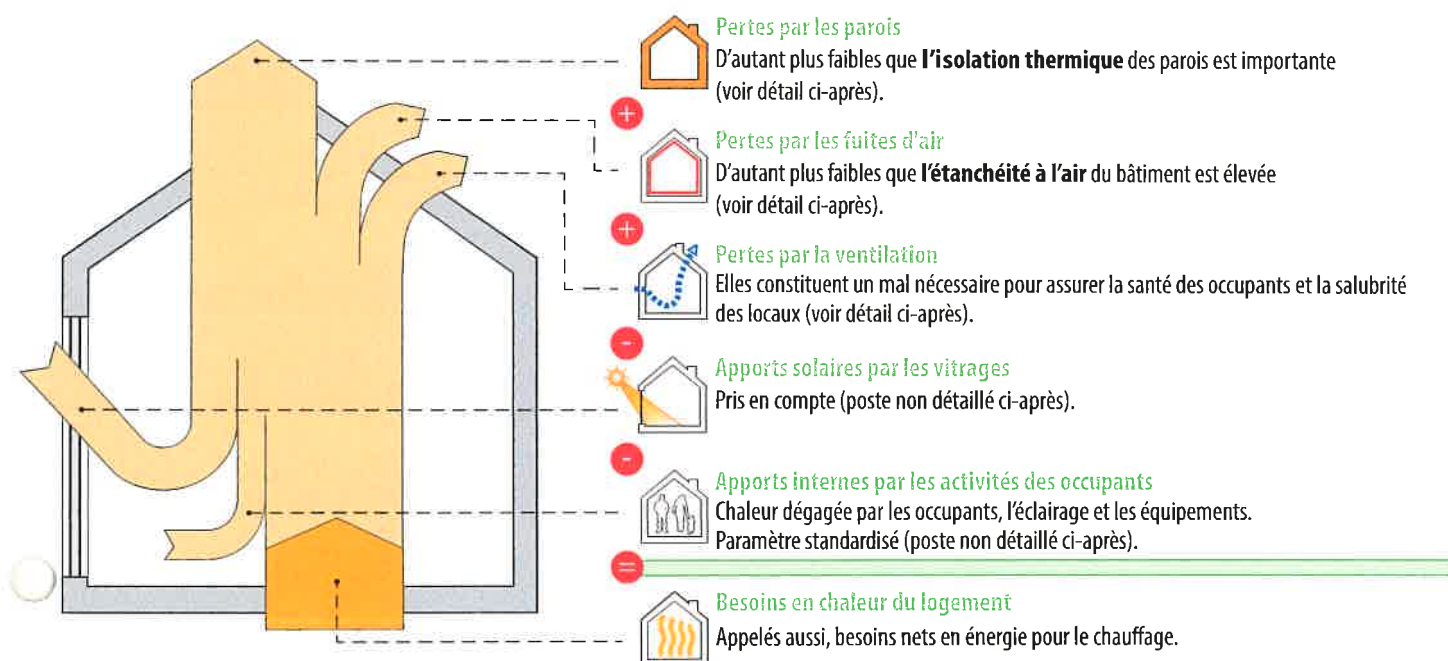 Pertes par les parois
D'autant plus faibles que l'isolation thermique des parois est importante
(voir détail ci-après).
+
Pertes par les fuites d'air
D'autant plus faibles que l'étanchéité à l'air du bâtiment est élevée
(voir détail ci-après).
+
Pertes par la ventilation
Elles constituent un mal nécessaire pour assurer la santé des occupants et la salubrité
des locaux (voir détail ci-après).
-
Apports solaires par les vitrages
Pris en compte (poste non détaillé ci-après).
-
Apports internes par les activités des occupants
Chaleur dégagée par les occupants, l'éclairage et les équipements.
Paramètre standardisé (poste non détaillé ci-après).
=
Besoins en chaleur du logement
Appelés aussi, besoins nets en énergie pour le chauffage.